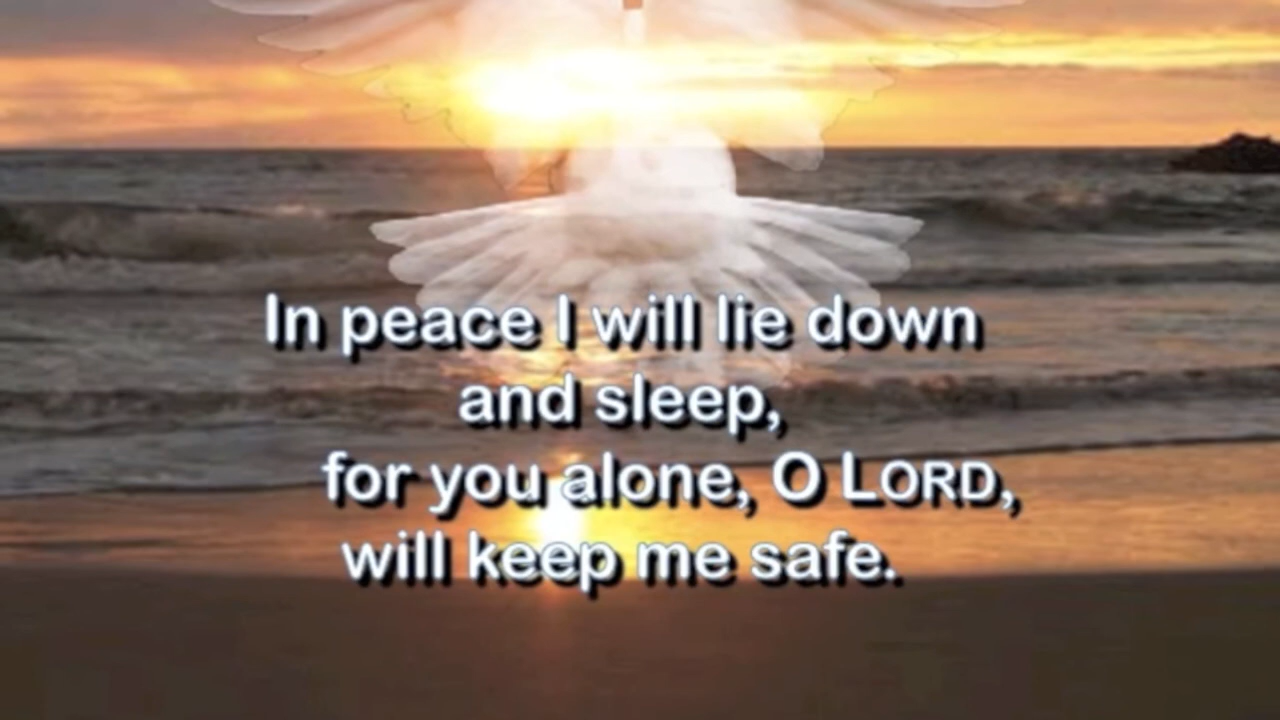 In peace I will lie down
and sleep,
for you alone, O LORD,
will keep me safe.